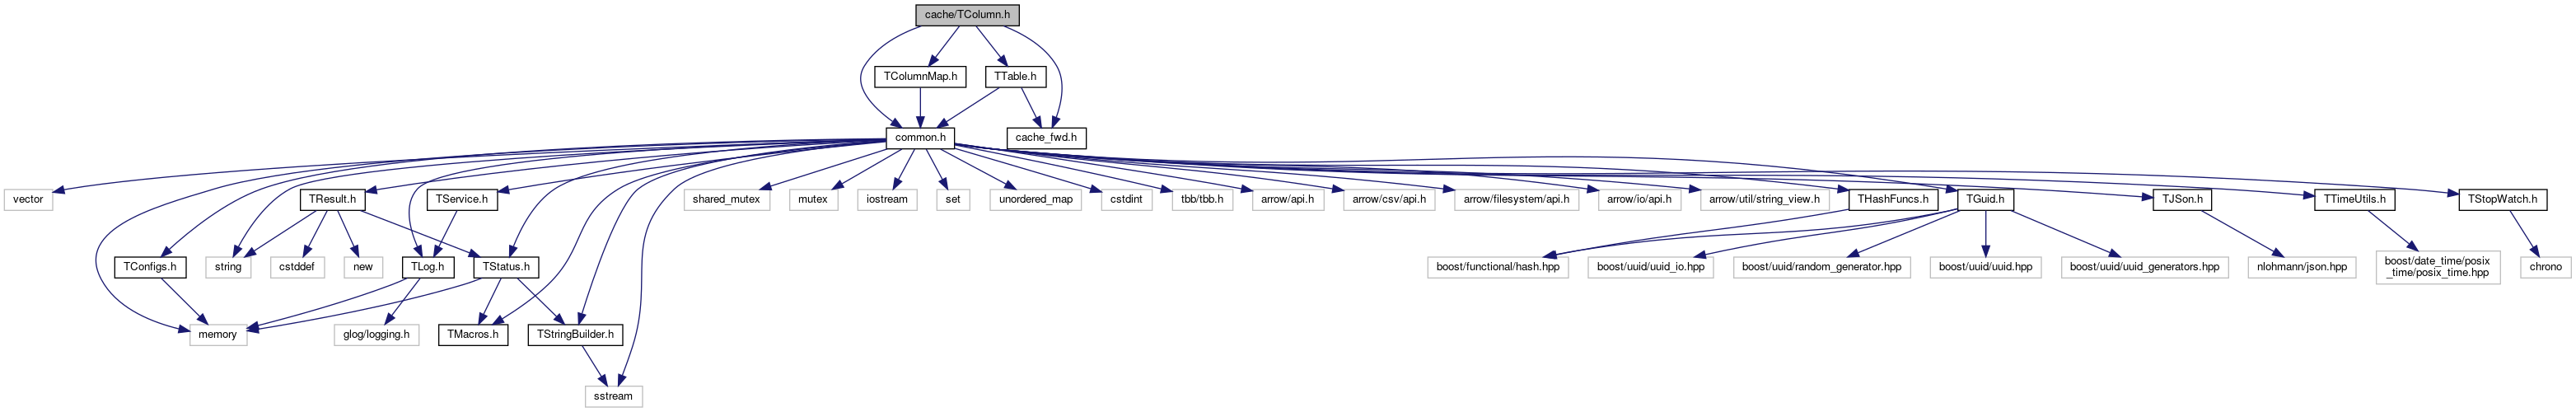 cache/TColumn.h
TColumnMap.h
TTable.h
common.h
cache_fwd.h
vector
TResult.h
TService.h
shared_mutex
mutex
iostream
set
unordered_map
cstdint
tbb/tbb.h
arrow/api.h
arrow/csv/api.h
arrow/filesystem/api.h
arrow/io/api.h
arrow/util/string_view.h
THashFuncs.h
TGuid.h
TJSon.h
TTimeUtils.h
TStopWatch.h
TConfigs.h
string
cstddef
new
TLog.h
TStatus.h
boost/functional/hash.hpp
boost/uuid/uuid_io.hpp
boost/uuid/random_generator.hpp
boost/uuid/uuid.hpp
boost/uuid/uuid_generators.hpp
nlohmann/json.hpp
boost/date_time/posix
_time/posix_time.hpp
chrono
memory
glog/logging.h
TMacros.h
TStringBuilder.h
sstream